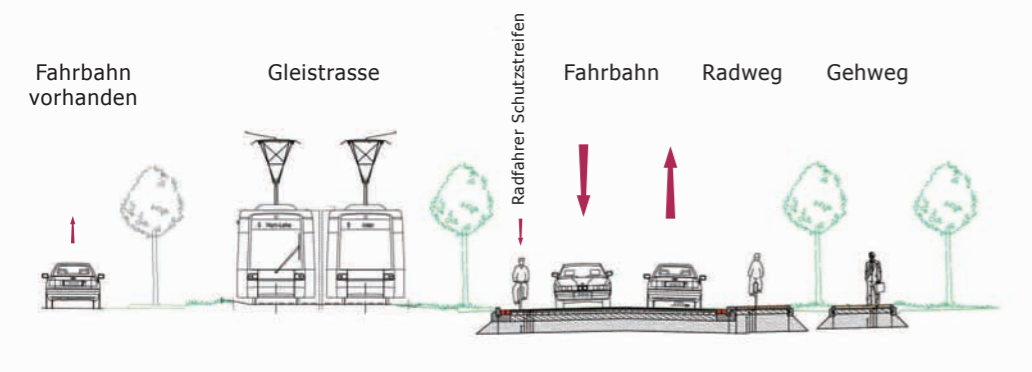 Fahrbahn
vorhanden
Gleistrasse
Radfahrer Schutzstreifen
Fahrbahn
Radweg
Gehweg